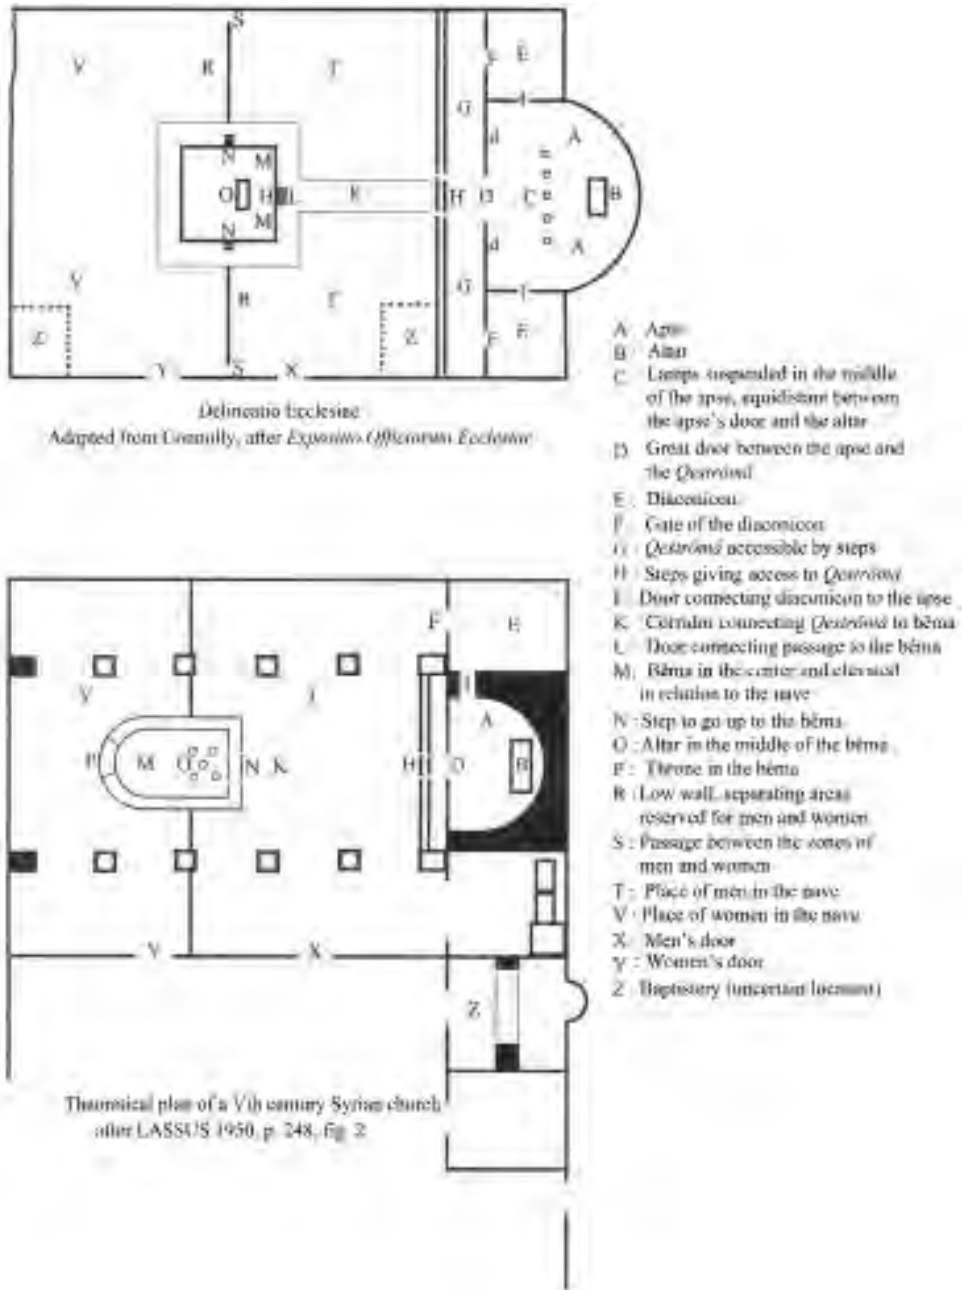 S
V R T E
F
G I
N M d A
O H L K H D C B
M
N d A
V G I
R T F E
Z Z
Y S X
Delineatio Ecclesiae
Adapted from Connolly, after Expositio Officiorum Ecclesiae
A : Apse
B : Altar
C : Lamps suspended in the middle
of the apse, equidistant between
the apse's door and the altar
D : Great door between the apse and
the Qestrōmā
E : Diaconicon
F : Gate of the diaconicon
G : Qestrōmā accessible by steps
H : Steps giving access to Qestrōmā
I : Door connecting diaconicon to the apse
K : Corridor connecting Qestrōmā to bēma
L : Door connecting passage to the bēma
M : Bēma in the center and elevated
in relation to the nave
N : Step to go up to the bēma
O : Altar in the middle of the bēma
P : Throne in the bēma
R : Low wall, separating areas
reserved for men and women
S : Passage between the zones of
men and women
T : Place of men in the nave
V : Place of women in the nave
X : Men's door
Y : Women's door
Z : Baptistery (uncertain location)
F E
V T I
A
P M O N K H D B
Y X
Z
Theoretical plan of a Vth century Syrian church
after LASSUS 1950, p. 248, fig. 2